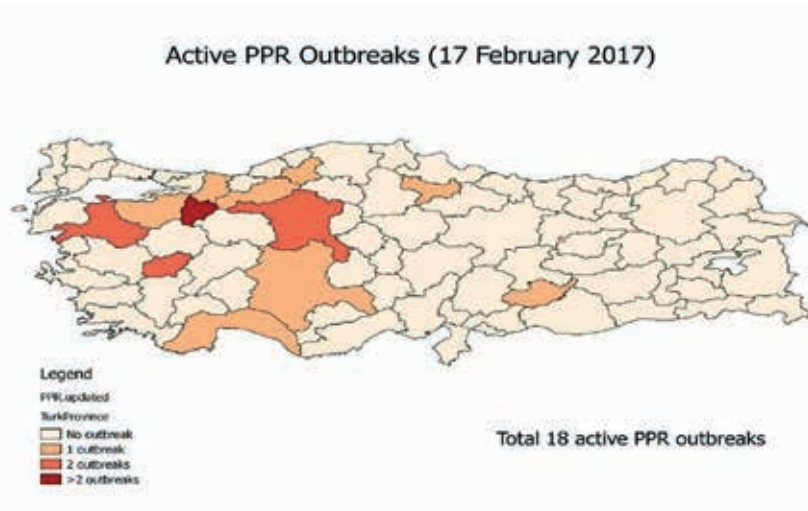 Active PPR Outbreaks (17 February 2017)
Legend
PPR.updated
TurkProvince
No outbreak
1 outbreak
2 outbreaks
>2 outbreaks
Total 18 active PPR outbreaks